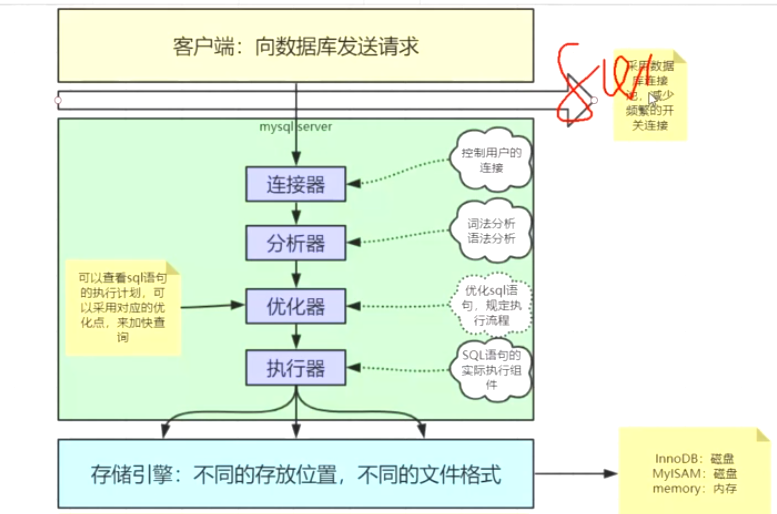 客户端：向数据库发送请求
采用数据
库连接
池，减少
频繁的开
关连接
mysql server
控制用户的
连接
连接器
词法分析
语法分析
分析器
可以查看sql语句
的执行计划，可
以采用对应的优
化点，来加快查
询
优化器
优化sql语
句，规定执
行流程
执行器
SQL语句的
实际执行组
件
存储引擎：不同的存放位置，不同的文件格式
InnoDB：磁盘
MyISAM：磁盘
memory：内存